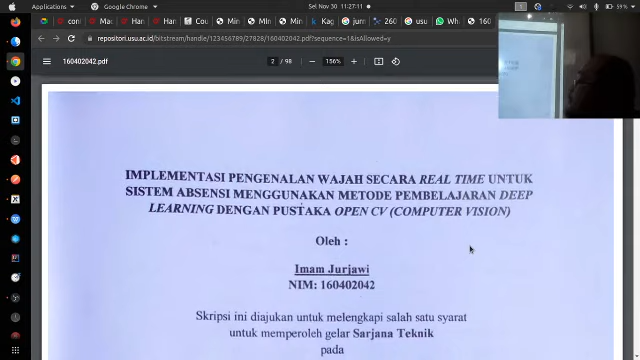 Applications
Google Chrome
Sel Nov 30 11:27:11
59%
repositori.usu.ac.id/bitstream/handle/123456789/27828/160402042.pdf?sequence=1&isAllowed=y
160402042.pdf
2 / 98
156%
IMPLEMENTASI PENGENALAN WAJAH SECARA REAL TIME UNTUK
SISTEM ABSENSI MENGGUNAKAN METODE PEMBELAJARAN DEEP
LEARNING DENGAN PUSTAKA OPEN CV (COMPUTER VISION)
Oleh :
Imam Jurjawi
NIM: 160402042
Skripsi ini diajukan untuk melengkapi salah satu syarat
untuk memperoleh gelar Sarjana Teknik
pada